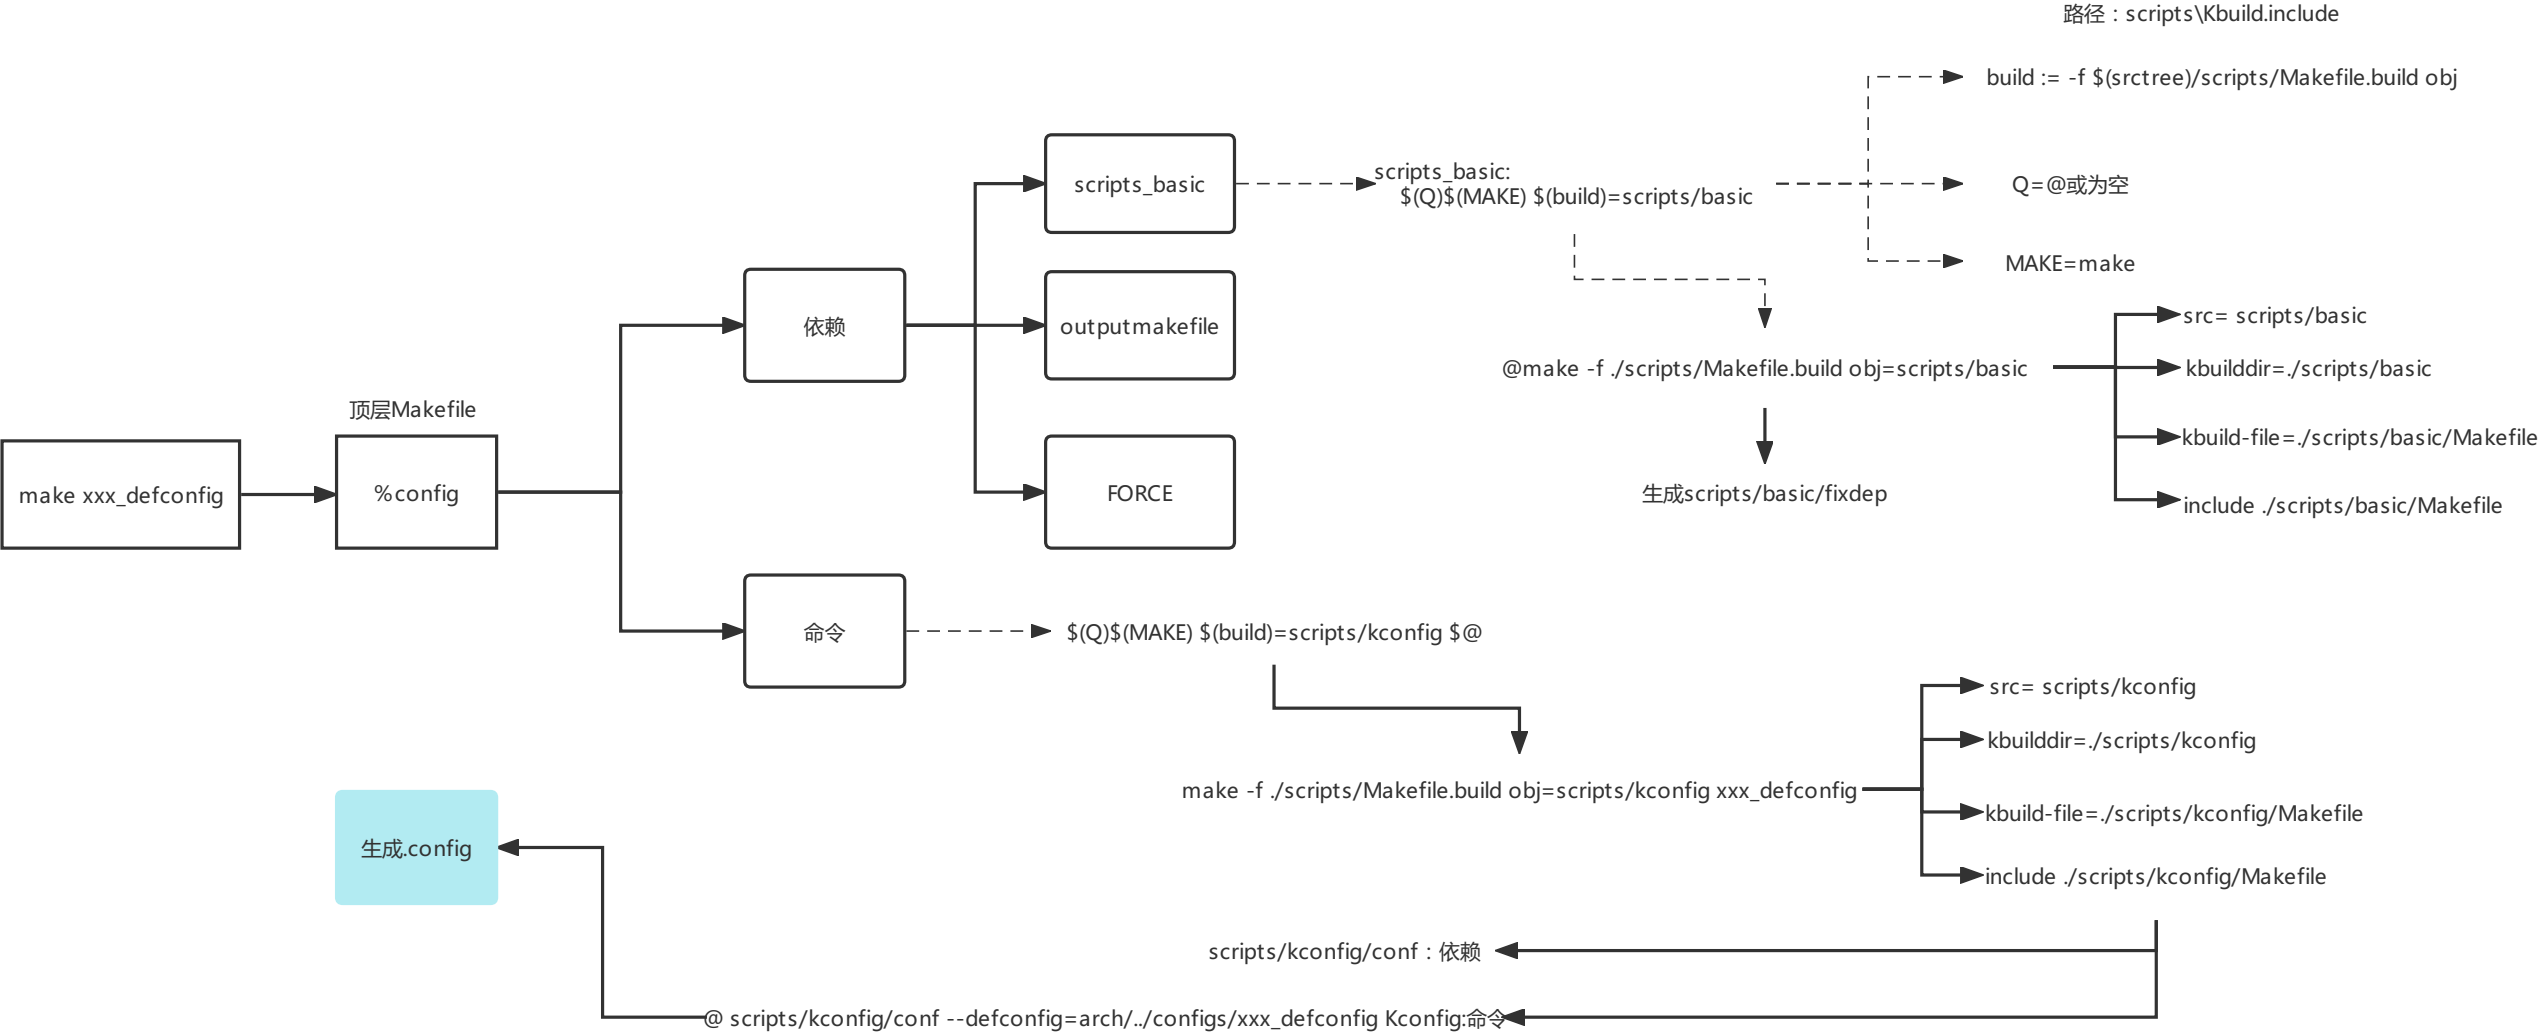 路径：scripts\Kbuild.include
build := -f $(srctree)/scripts/Makefile.build obj
scripts_basic
scripts_basic:
$(Q)$(MAKE) $(build)=scripts/basic
Q=@或为空
MAKE=make
依赖
outputmakefile
src= scripts/basic
@make -f ./scripts/Makefile.build obj=scripts/basic
kbuilddir=./scripts/basic
顶层Makefile
kbuild-file=./scripts/basic/Makefile
make xxx_defconfig
%config
FORCE
生成scripts/basic/fixdep
include ./scripts/basic/Makefile
命令
$(Q)$(MAKE) $(build)=scripts/kconfig $@
src= scripts/kconfig
kbuilddir=./scripts/kconfig
make -f ./scripts/Makefile.build obj=scripts/kconfig xxx_defconfig
kbuild-file=./scripts/kconfig/Makefile
生成.config
include ./scripts/kconfig/Makefile
scripts/kconfig/conf：依赖
@ scripts/kconfig/conf --defconfig=arch/../configs/xxx_defconfig Kconfig:命令